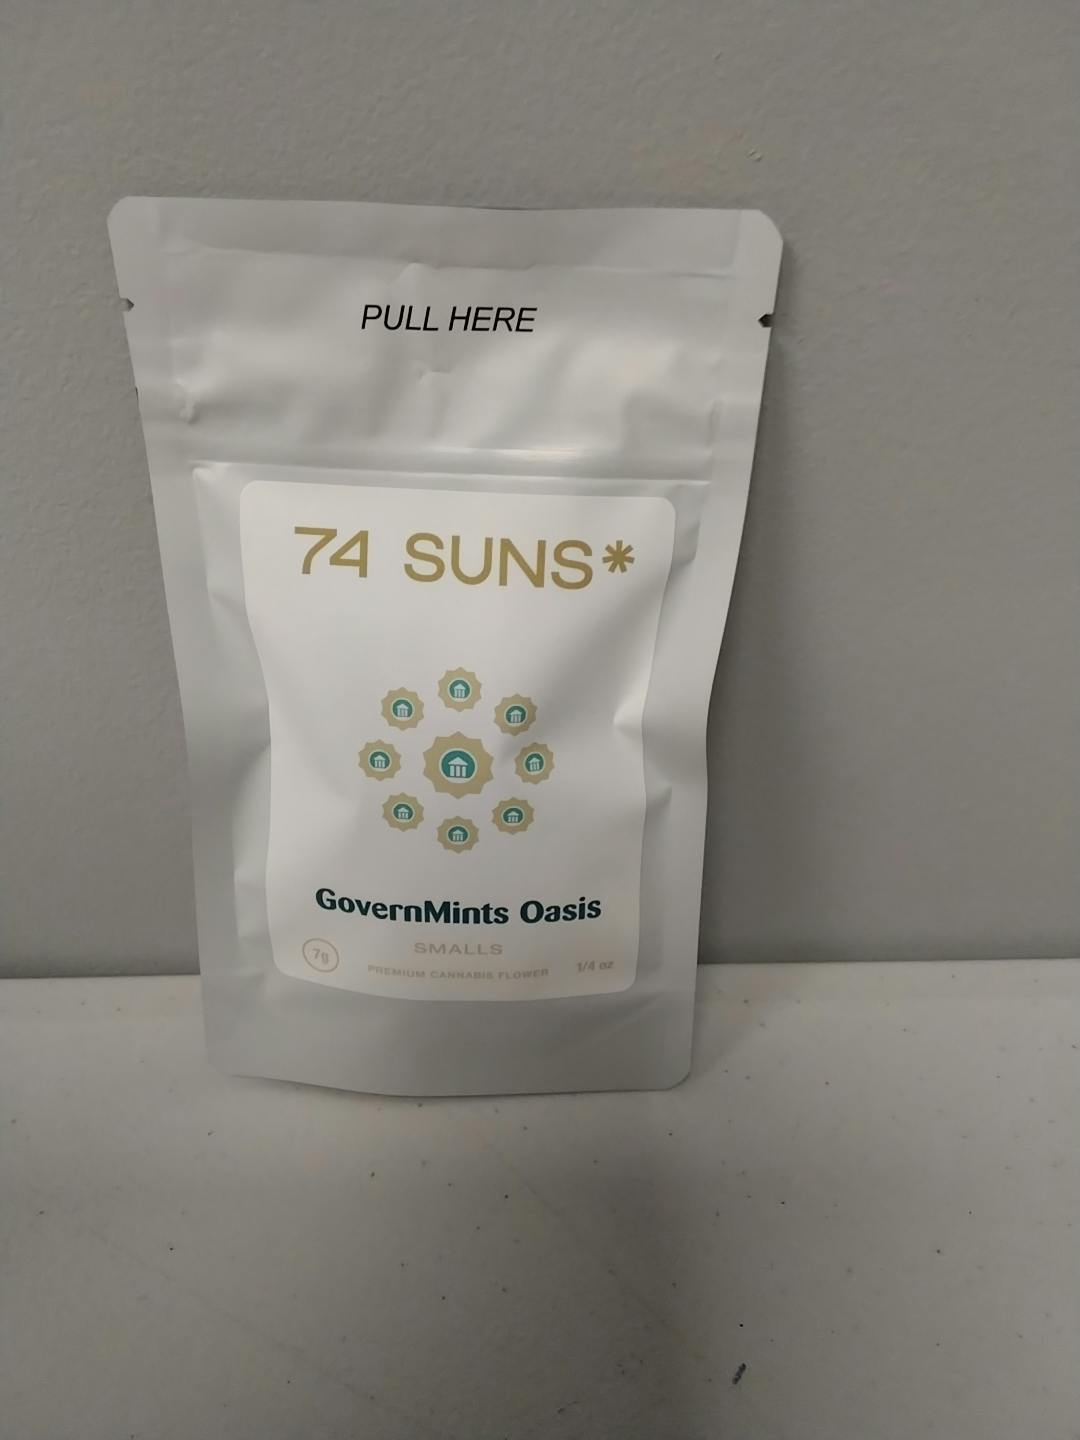 PULL HERE
74 SUNS*
GovernMints Oasis
SMALLS
7g
PREMIUM CANNABIS FLOWER
1/4 oz